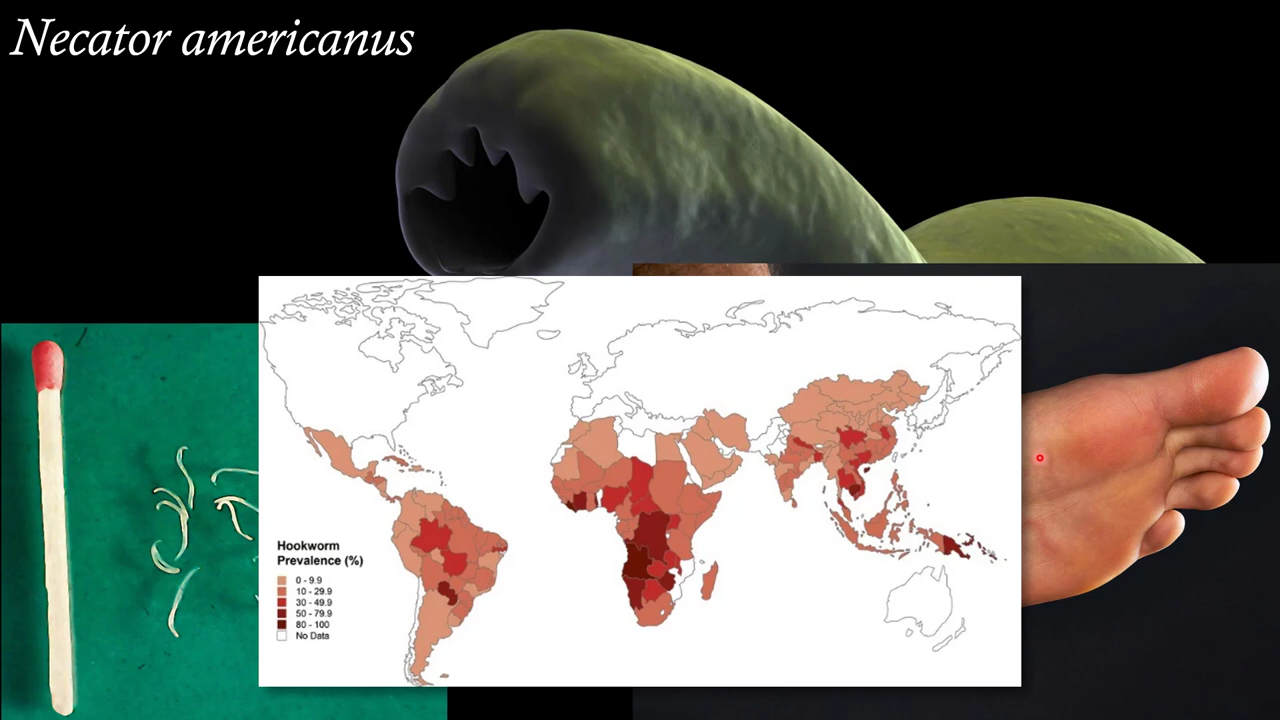 Necator americanus
Hookworm
Prevalence (%)
0 - 9.9
10 - 29.9
30 - 49.9
50 - 79.9
80 - 100
No Data